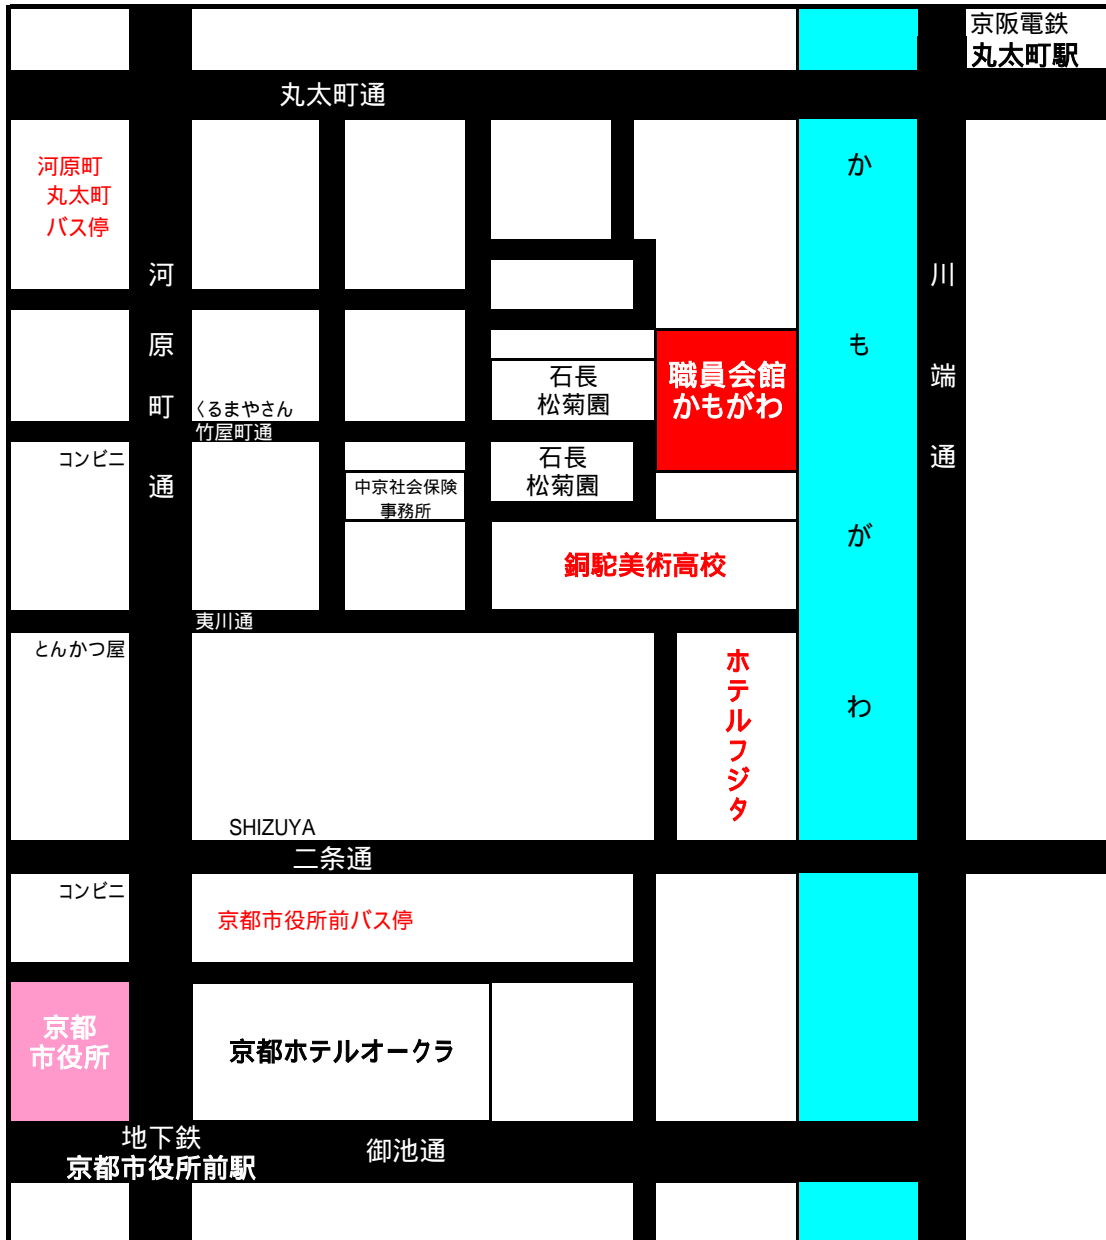 京阪電鉄
丸太町駅
丸太町通
河原町
丸太町
バス停
河原町通
かもがわ
川端通
職員会館
かもがわ
石長
松菊園
くるまやさん
竹屋町通
コンビニ
石長
松菊園
中京社会保険
事務所
銅駝美術高校
夷川通
とんかつ屋
ホテルフジタ
SHIZUYA
二条通
コンビニ
京都市役所前バス停
京都
市役所
京都ホテルオークラ
地下鉄
京都市役所前駅
御池通